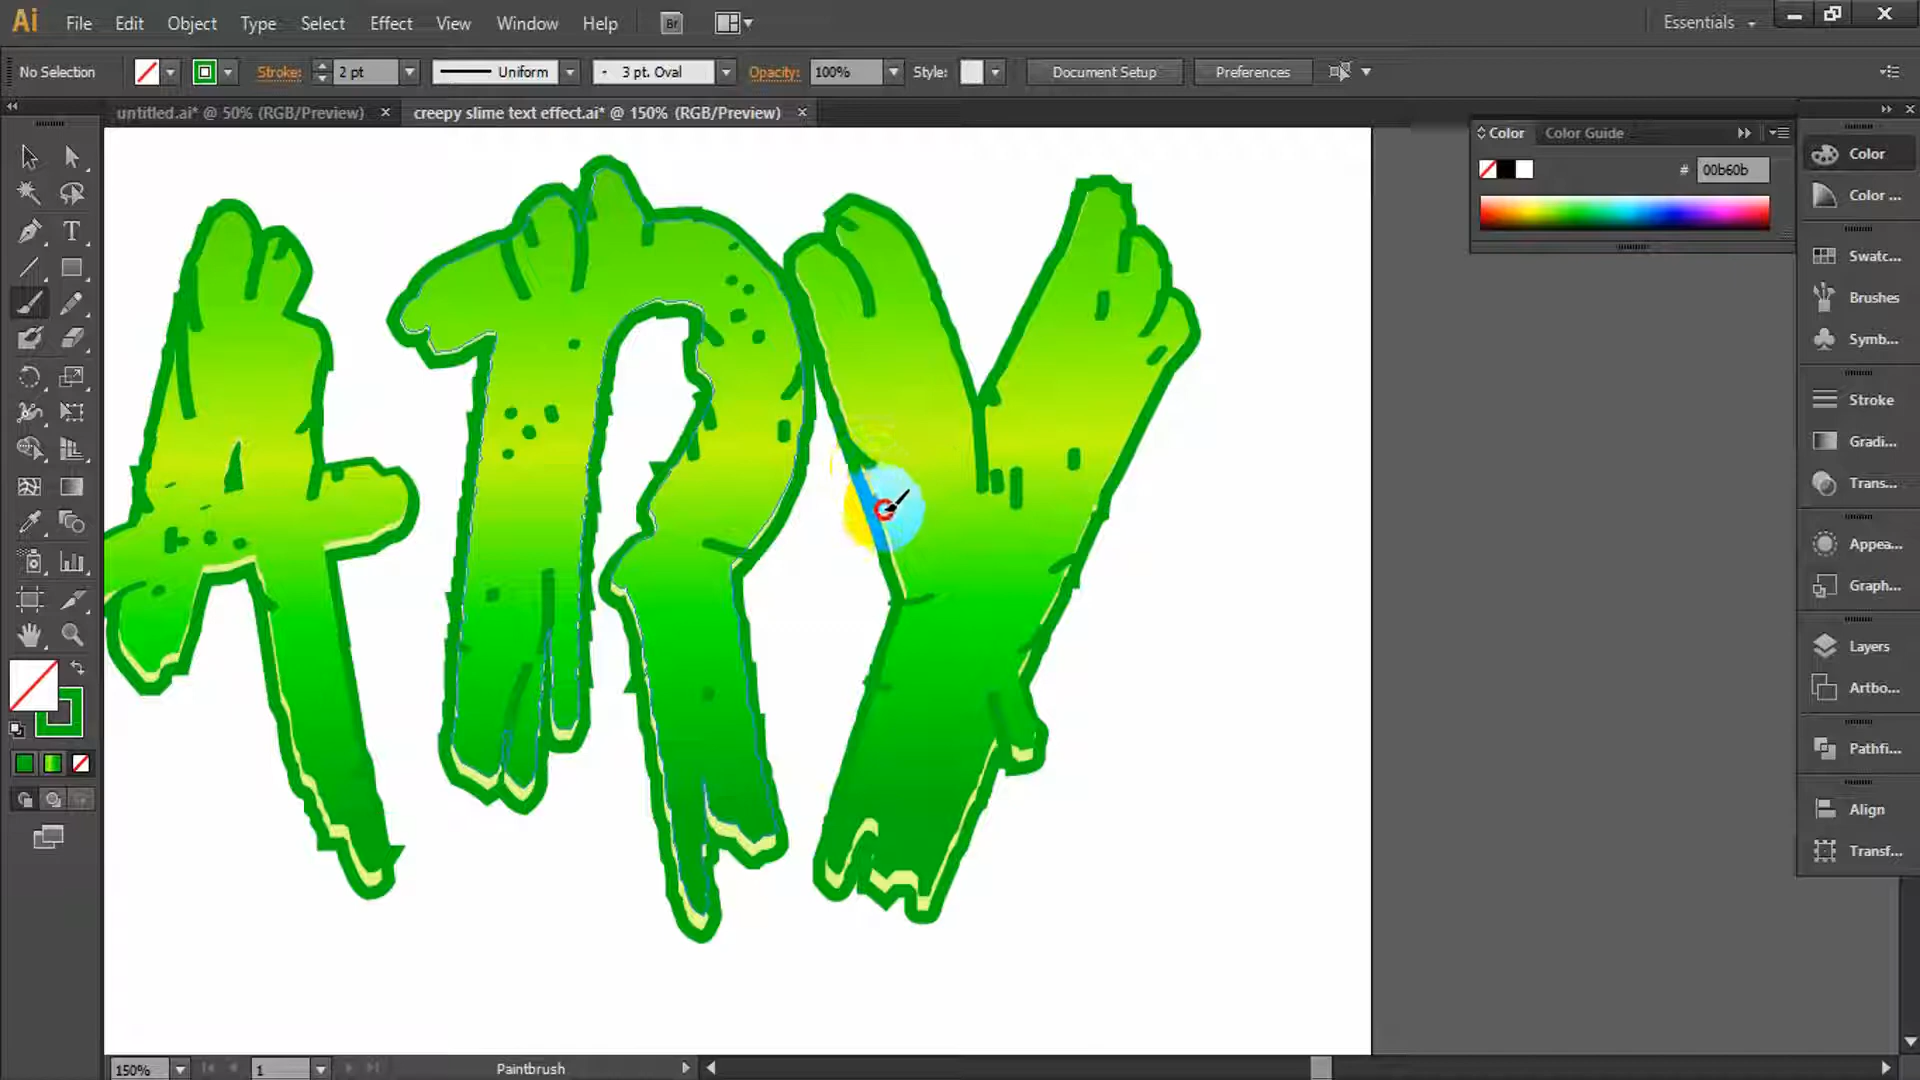 Ai File Edit Object Type Select Effect View Window Help Br Essentials
No Selection Stroke: 2 pt Uniform 3 pt. Oval Opacity: 100% Style: Document Setup Preferences
untitled.ai* @ 50% (RGB/Preview) creepy slime text effect.ai* @ 150% (RGB/Preview)
Color Color Guide
# 00b60b
Color
Color ...
Swatc...
Brushes
Symb...
Stroke
Gradi...
Trans...
Appea...
Graph...
Layers
Artbo...
Pathfi...
Align
Transf...
ARY
150% 1 Paintbrush